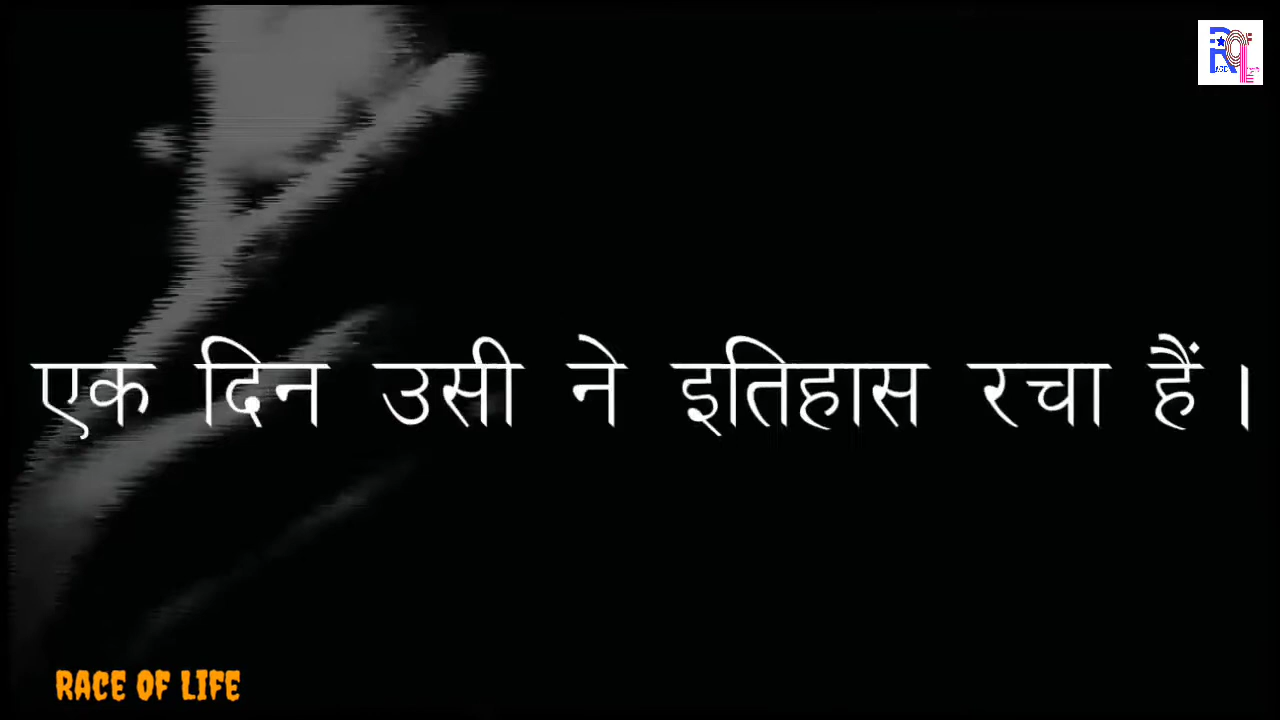 एक दिन उसी ने इतिहास रचा हैं ।
RACE OF LIFE